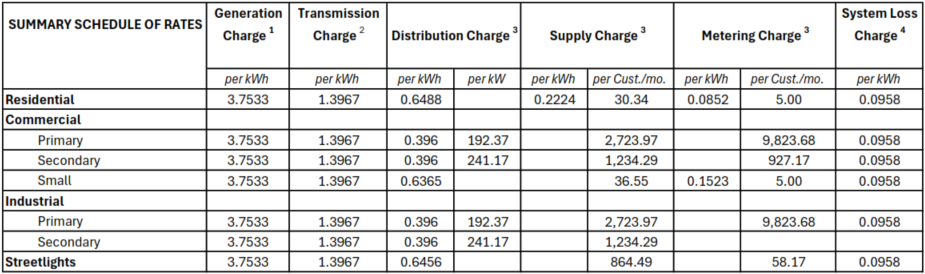 SUMMARY SCHEDULE OF RATES Generation Charge 1 Transmission Charge 2 Distribution Charge 3 Supply Charge 3 Metering Charge 3 System Loss Charge 4
per kWh per kWh per kWh per kW per kWh per Cust./mo. per kWh per Cust./mo. per kWh
Residential 3.7533 1.3967 0.6488 0.2224 30.34 0.0852 5.00 0.0958
Commercial
Primary 3.7533 1.3967 0.396 192.37 2,723.97 9,823.68 0.0958
Secondary 3.7533 1.3967 0.396 241.17 1,234.29 927.17 0.0958
Small 3.7533 1.3967 0.6365 36.55 0.1523 5.00 0.0958
Industrial
Primary 3.7533 1.3967 0.396 192.37 2,723.97 9,823.68 0.0958
Secondary 3.7533 1.3967 0.396 241.17 1,234.29
Streetlights 3.7533 1.3967 0.6456 864.49 58.17 0.0958